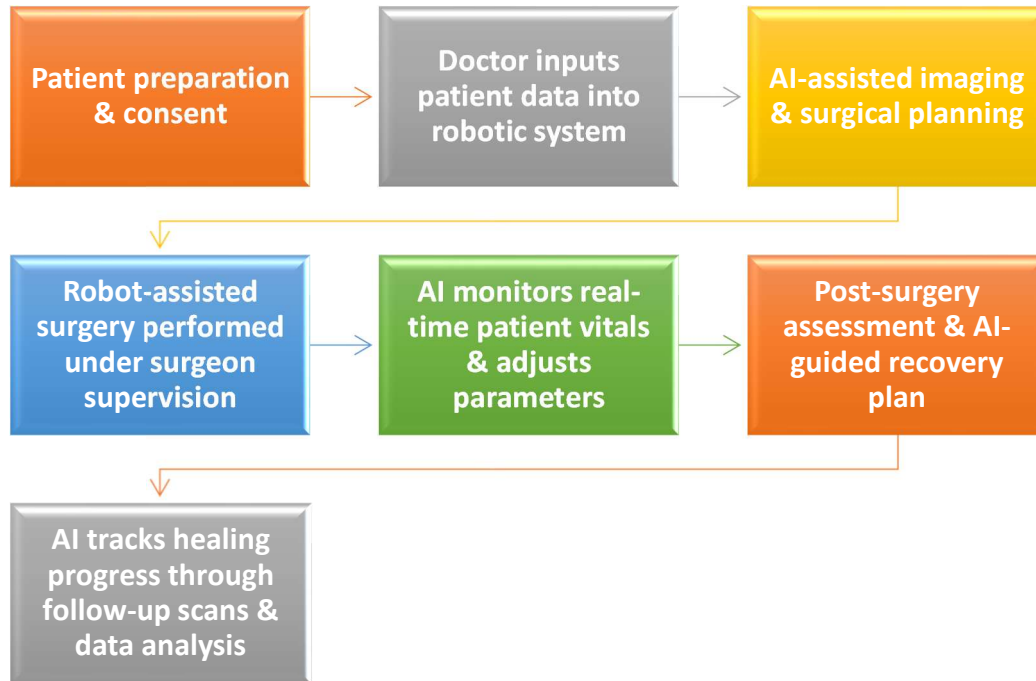 Patient preparation
& consent
Doctor inputs
patient data into
robotic system
AI-assisted imaging
& surgical planning
Robot-assisted
surgery performed
under surgeon
supervision
AI monitors real-
time patient vitals
& adjusts
parameters
Post-surgery
assessment & AI-
guided recovery
plan
AI tracks healing
progress through
follow-up scans &
data analysis